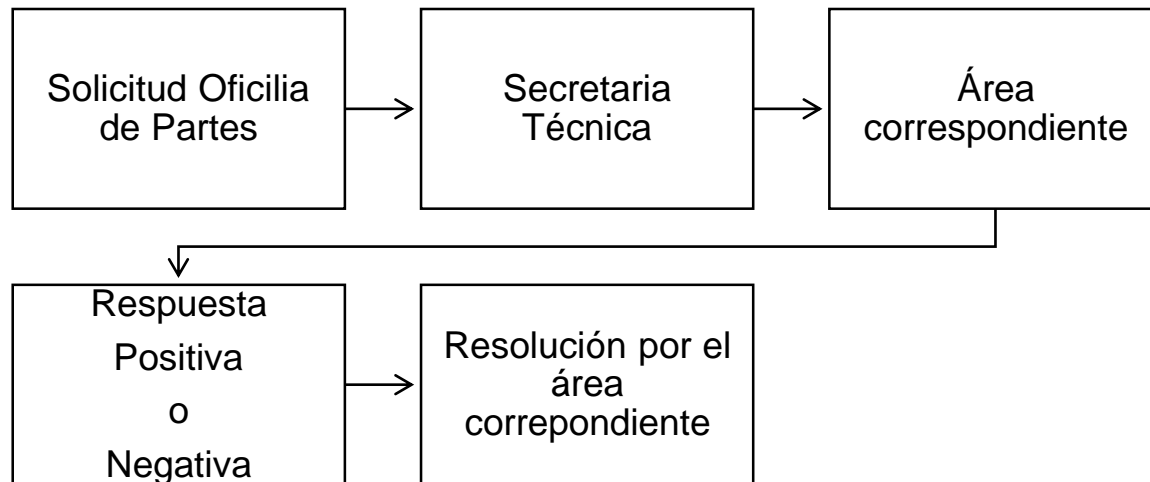 Solicitud Oficilia
de Partes
Secretaria
Técnica
Área
correspondiente
Respuesta
Positiva
o
Negativa
Resolución por el
área
correpondiente